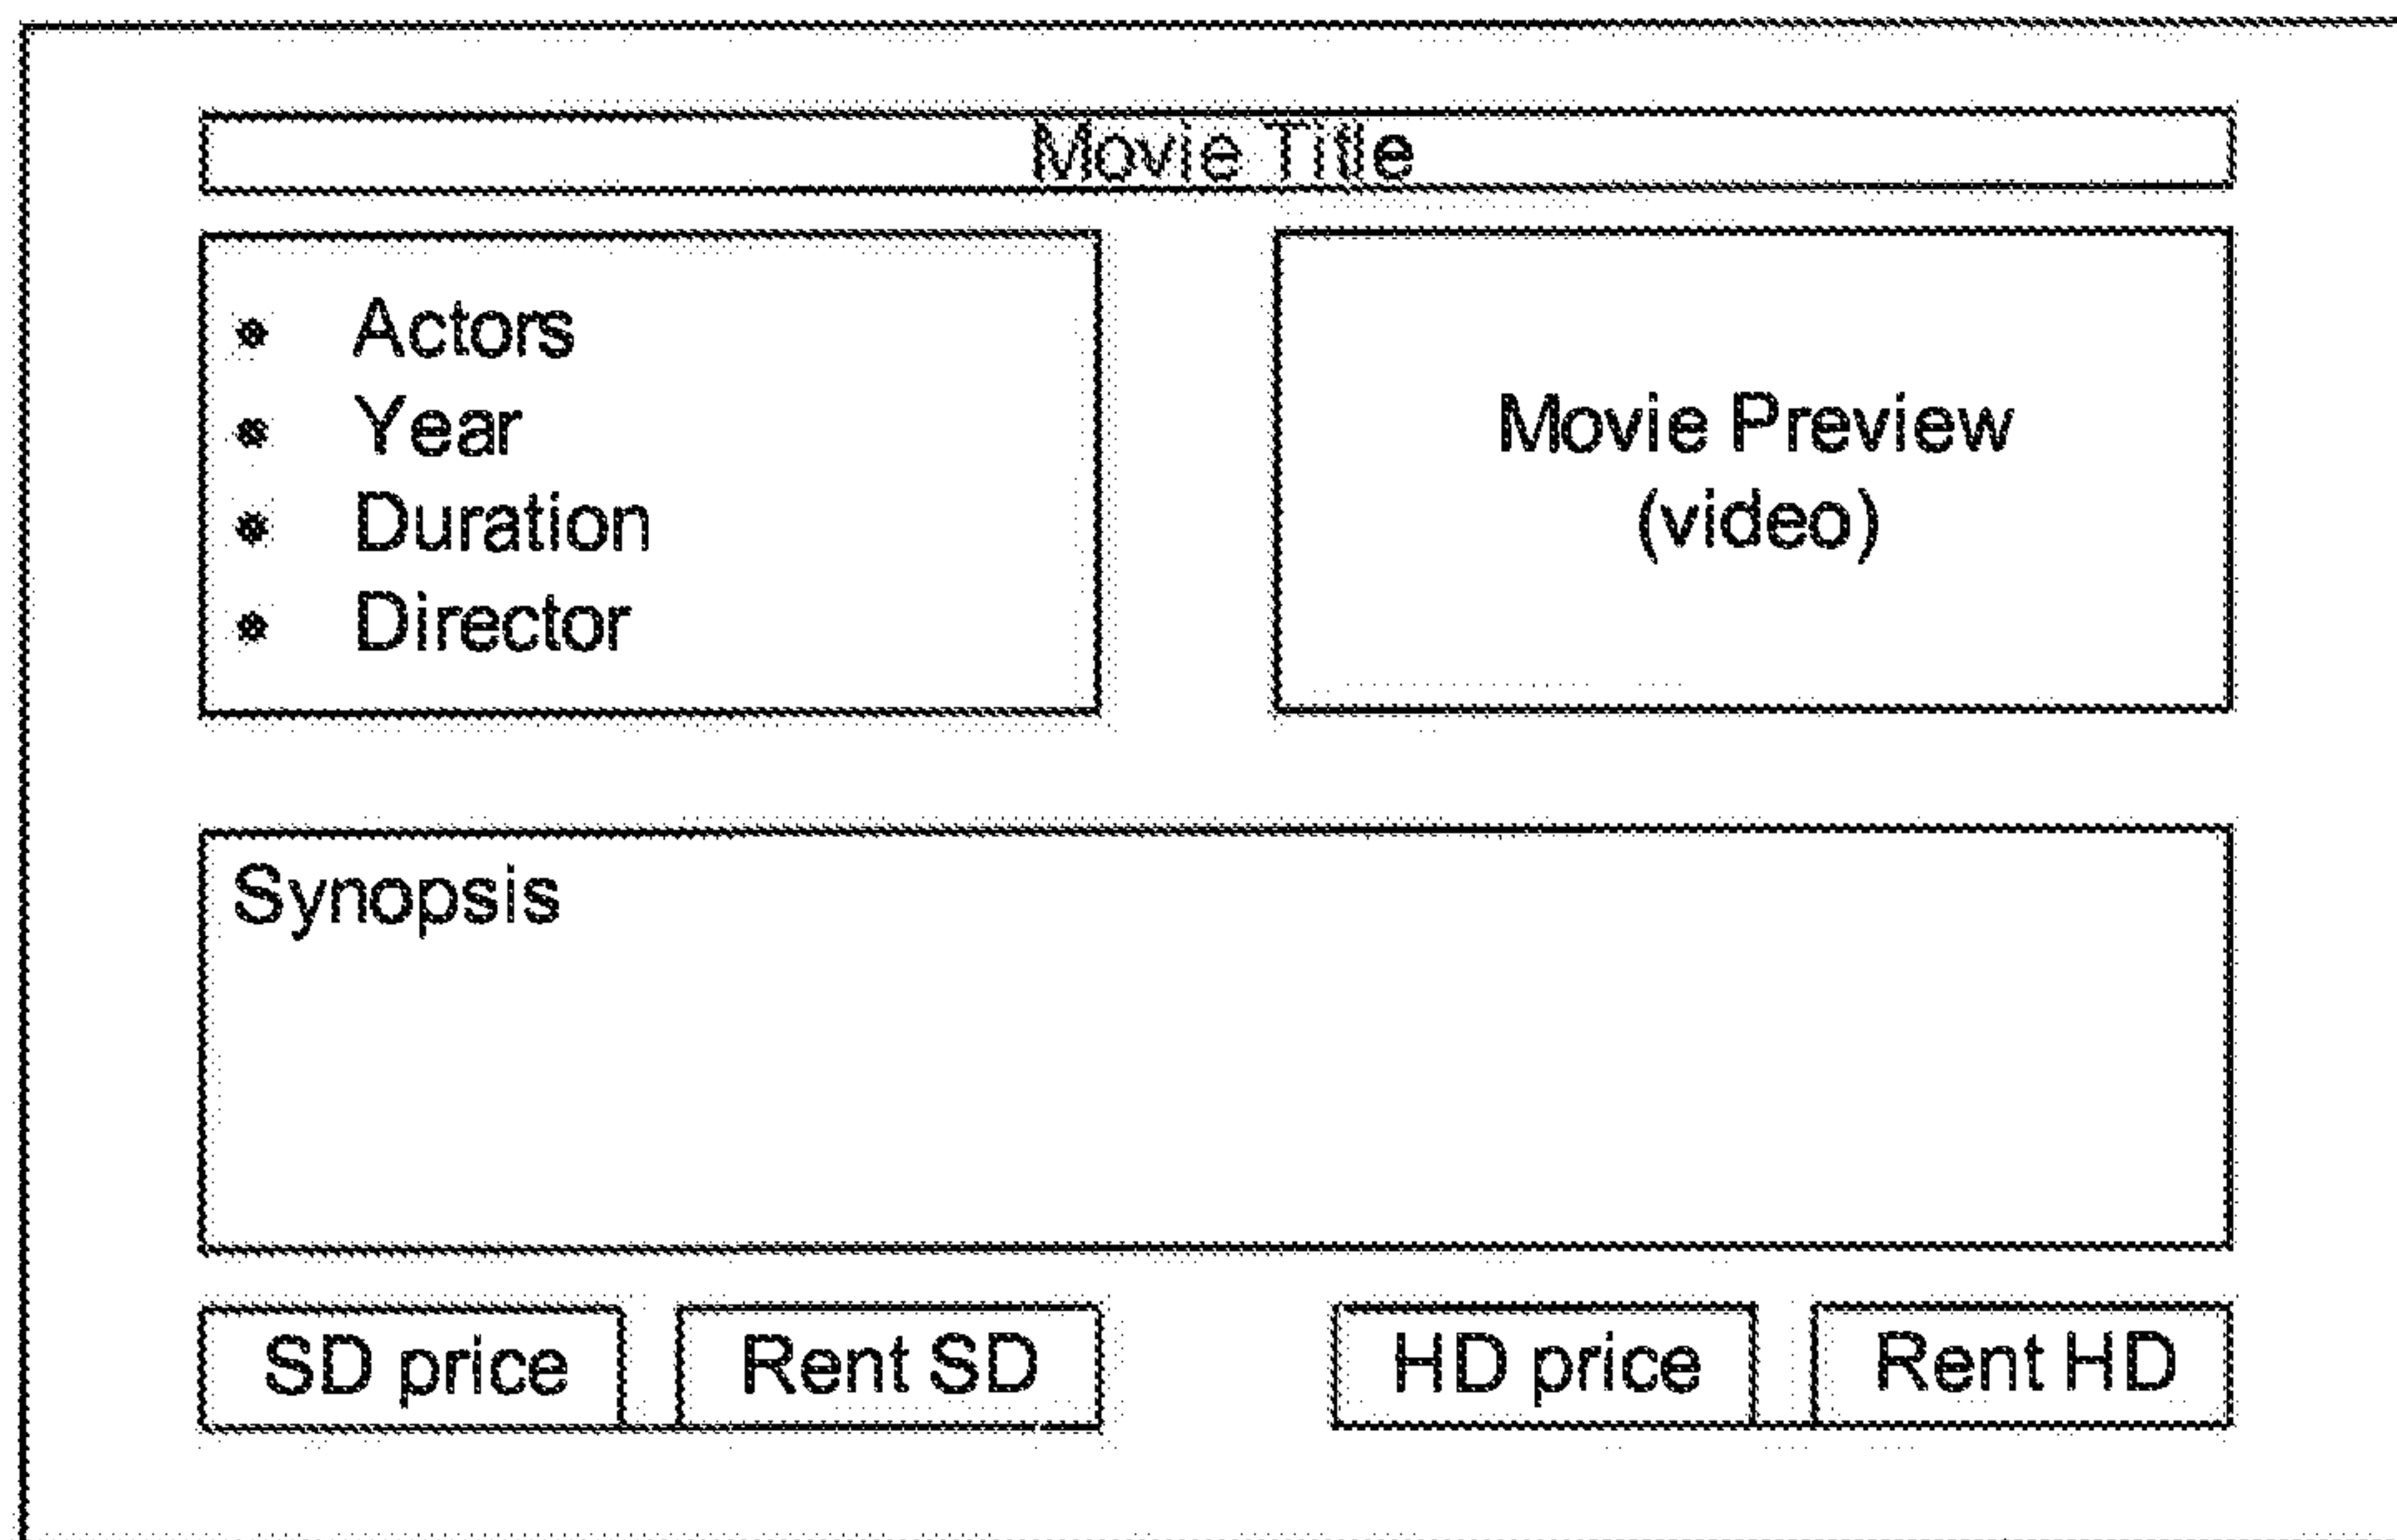 Movie Title
• Actors
• Year
• Duration
• Director
Movie Preview
(video)
Synopsis
SD price Rent SD HD price Rent HD